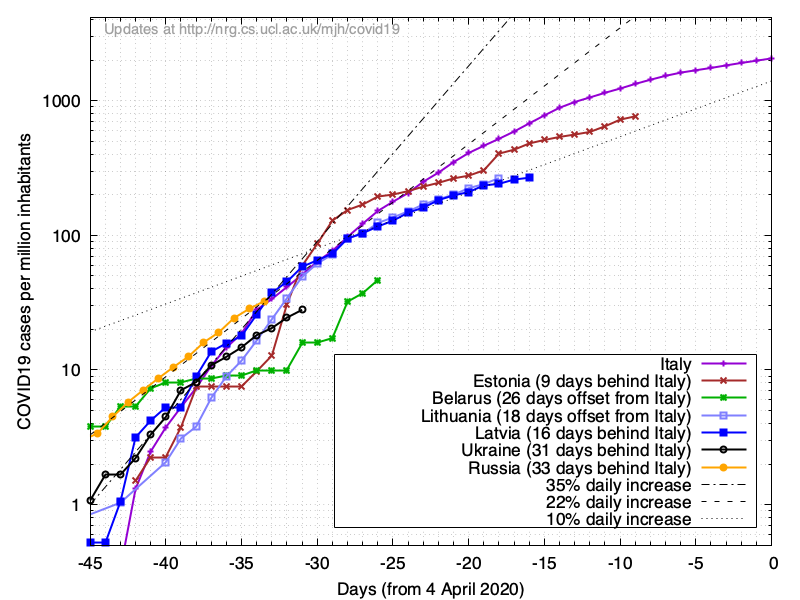 Updates at http://nrg.cs.ucl.ac.uk/mjh/covid19
COVID19 cases per million inhabitants
1000
100
10
1
Italy
Estonia (9 days behind Italy)
Belarus (26 days offset from Italy)
Lithuania (18 days offset from Italy)
Latvia (16 days behind Italy)
Ukraine (31 days behind Italy)
Russia (33 days behind Italy)
35% daily increase
22% daily increase
10% daily increase
-45 -40 -35 -30 -25 -20 -15 -10 -5 0
Days (from 4 April 2020)